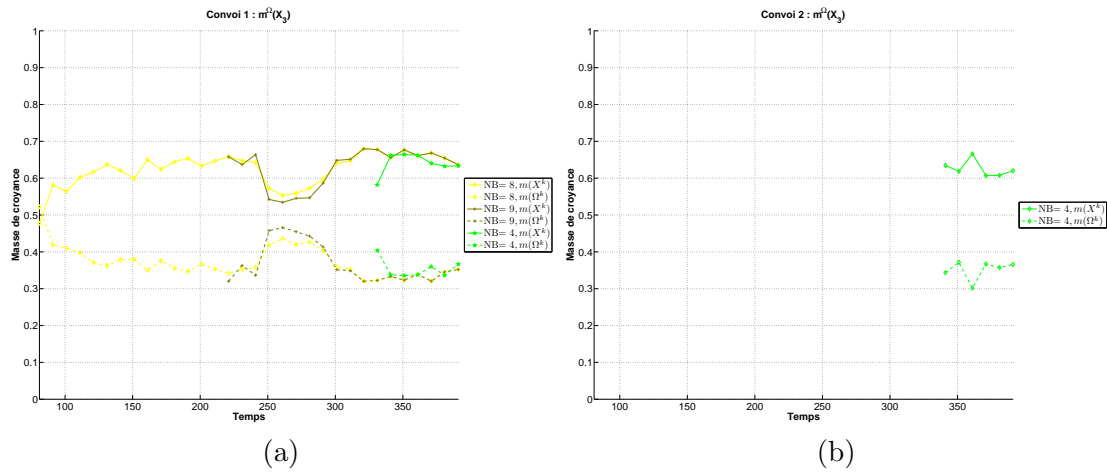 Convoi 1 : m^Ω(X_3)
Masse de croyance
1
0.9
0.8
0.7
0.6
0.5
0.4
0.3
0.2
0.1
0
100 150 200 250 300 350
Temps
NB= 8, m(X^k)
NB= 8, m(Ω^k)
NB= 9, m(X^k)
NB= 9, m(Ω^k)
NB= 4, m(X^k)
NB= 4, m(Ω^k)
(a)
Convoi 2 : m^Ω(X_3)
Masse de croyance
1
0.9
0.8
0.7
0.6
0.5
0.4
0.3
0.2
0.1
0
100 150 200 250 300 350
Temps
NB= 4, m(X^k)
NB= 4, m(Ω^k)
(b)